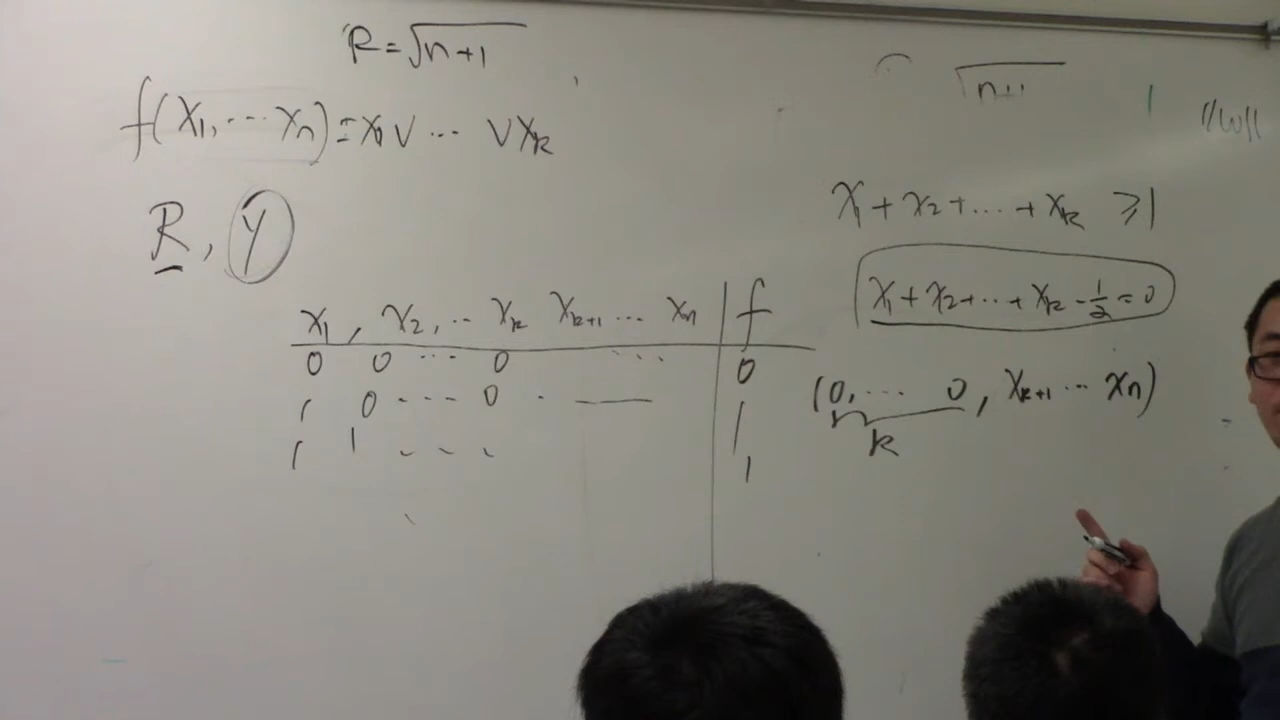 R = √n+1
f(x₁, ⋯ xₙ) = x₁ ∨ ⋯ ∨ xₖ
R, γ
x₁, x₂, ⋯ xₖ xₖ₊₁ ⋯ xₙ | f
0 0 ⋯ 0 ⋯ | 0
1 0 ⋯ 0 · — | 1
1 1 ⋯ | 1
√n+1
||w||
x₁ + x₂ + ⋯ + xₖ ≥ 1
x₁ + x₂ + ⋯ + xₖ - 1/2 = 0
(0, ⋯ 0, xₖ₊₁ ⋯ xₙ)
k